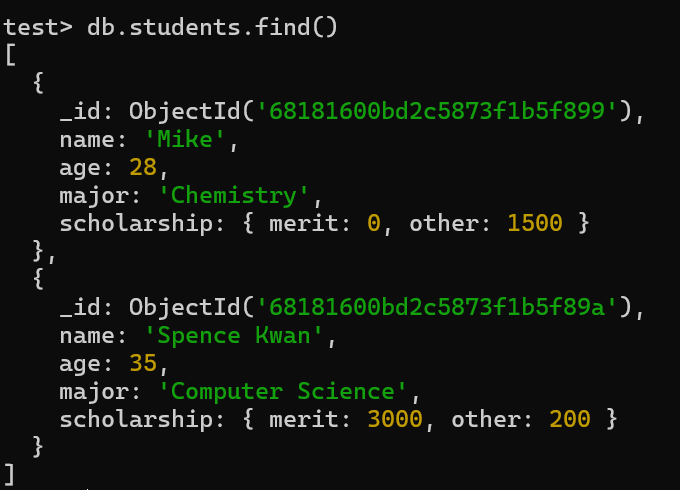 test> db.students.find()
[
  {
    _id: ObjectId('68181600bd2c5873f1b5f899'),
    name: 'Mike',
    age: 28,
    major: 'Chemistry',
    scholarship: { merit: 0, other: 1500 }
  },
  {
    _id: ObjectId('68181600bd2c5873f1b5f89a'),
    name: 'Spence Kwan',
    age: 35,
    major: 'Computer Science',
    scholarship: { merit: 3000, other: 200 }
  }
]